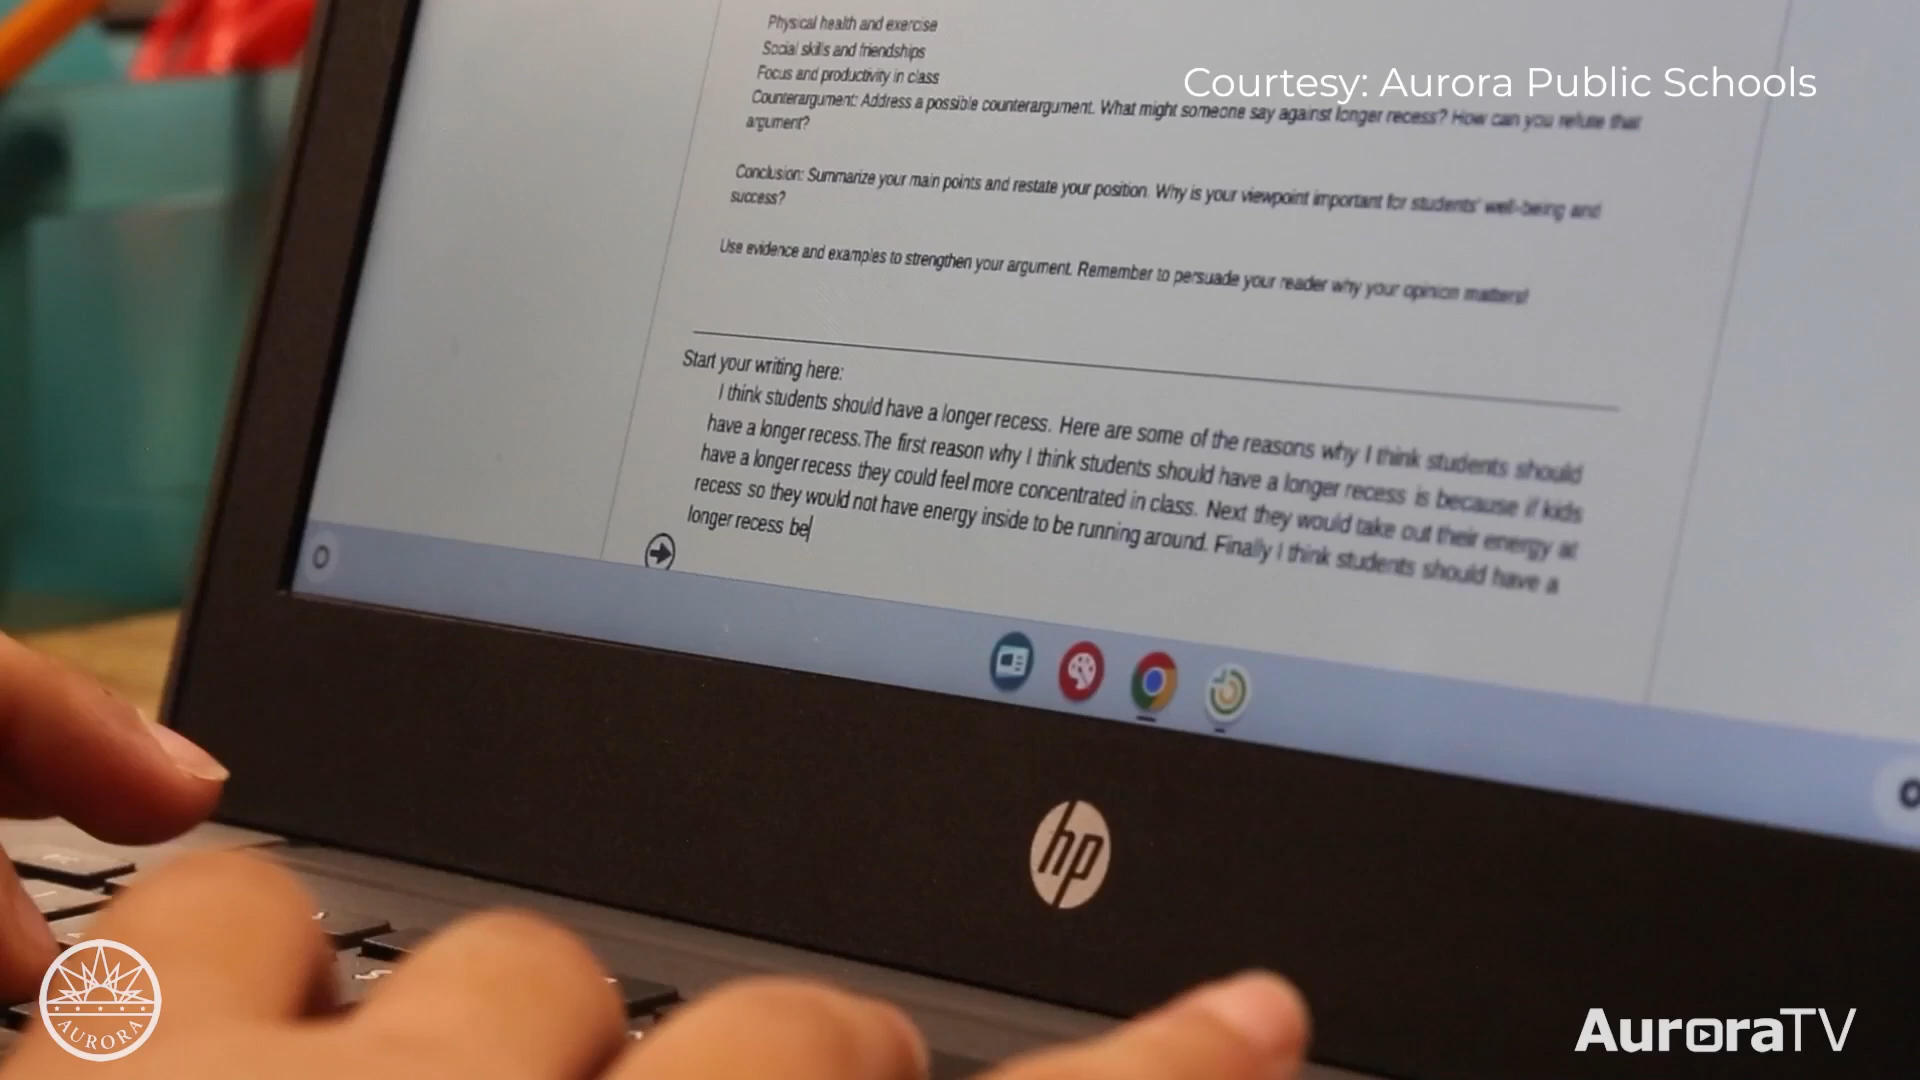 Physical health and exercise
Social skills and friendships
Focus and productivity in class
Courtesy: Aurora Public Schools
Counterargument: Address a possible counterargument. What might someone say against longer recess? How can you refute that
argument?
Conclusion: Summarize your main points and restate your position. Why is your viewpoint important for students' well-being and
success?
Use evidence and examples to strengthen your argument. Remember to persuade your reader why your opinion matters!
Start your writing here:
I think students should have a longer recess. Here are some of the reasons why I think students should
have a longer recess.The first reason why I think students should have a longer recess is because if kids
have a longer recess they could feel more concentrated in class. Next they would take out their energy at
recess so they would not have energy inside to be running around. Finally I think students should have a
longer recess be
hp
AURORA
AuroraTV